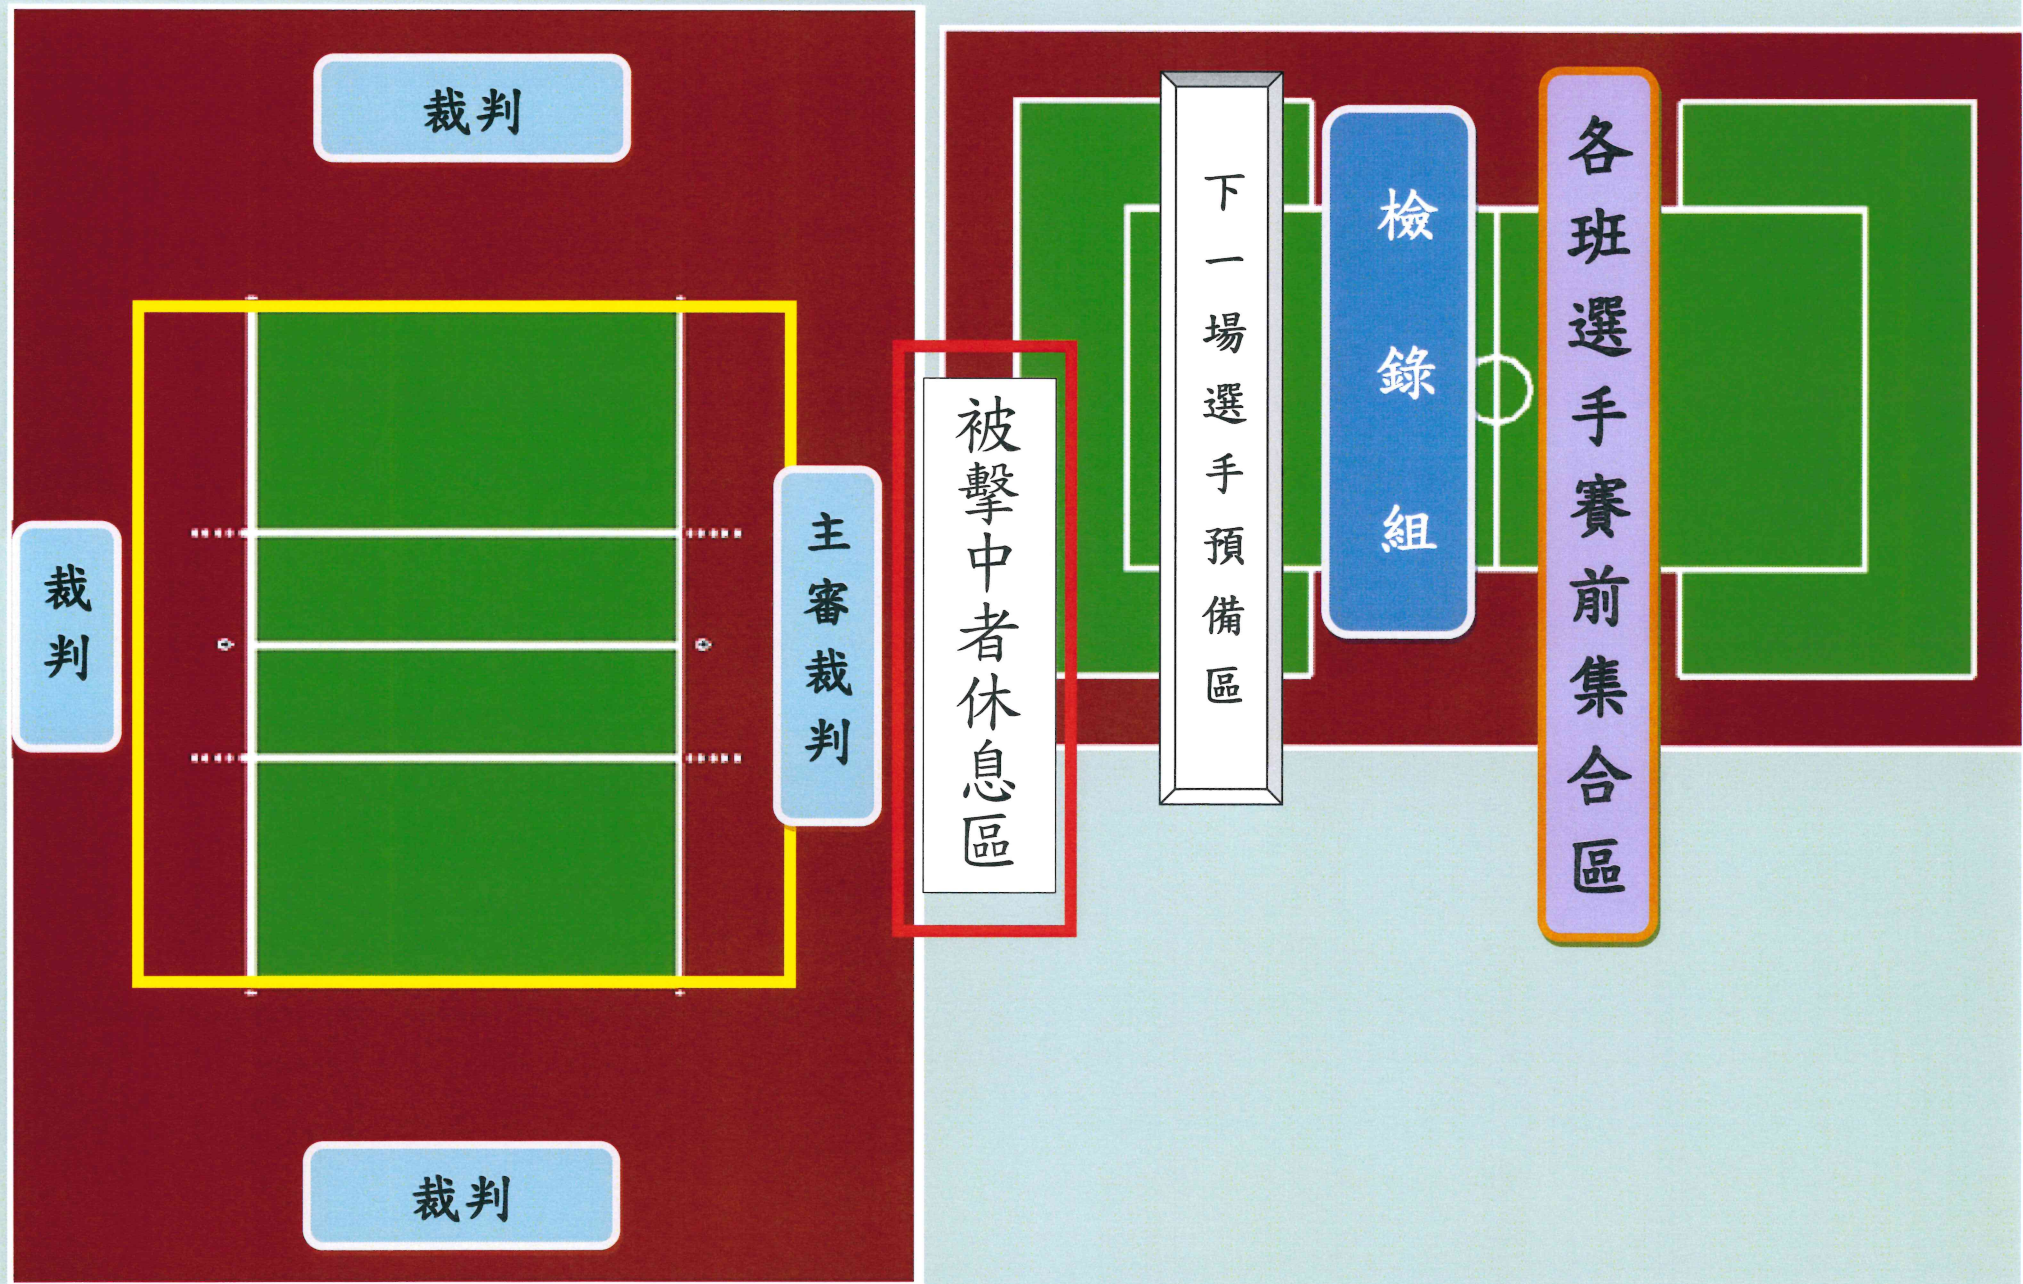 裁判
裁判
主審裁判
裁判
被擊中者休息區
下一場選手預備區
檢錄組
各班選手賽前集合區